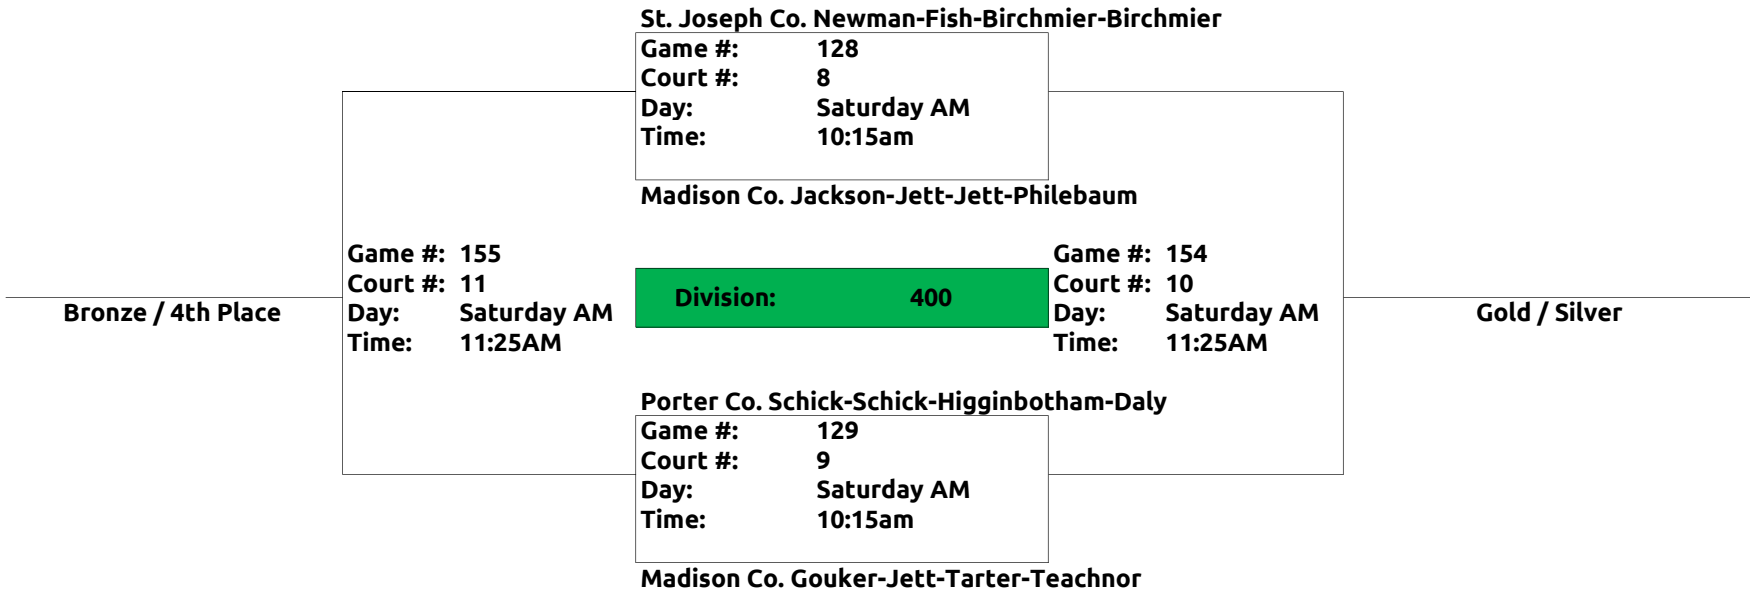 St. Joseph Co. Newman-Fish-Birchmier-Birchmier
Game #: 128
Court #: 8
Day: Saturday AM
Time: 10:15am
Madison Co. Jackson-Jett-Jett-Philebaum
Game #: 155
Court #: 11
Day: Saturday AM
Time: 11:25AM
Bronze / 4th Place
Division: 400
Game #: 154
Court #: 10
Day: Saturday AM
Time: 11:25AM
Gold / Silver
Porter Co. Schick-Schick-Higginbotham-Daly
Game #: 129
Court #: 9
Day: Saturday AM
Time: 10:15am
Madison Co. Gouker-Jett-Tarter-Teachnor